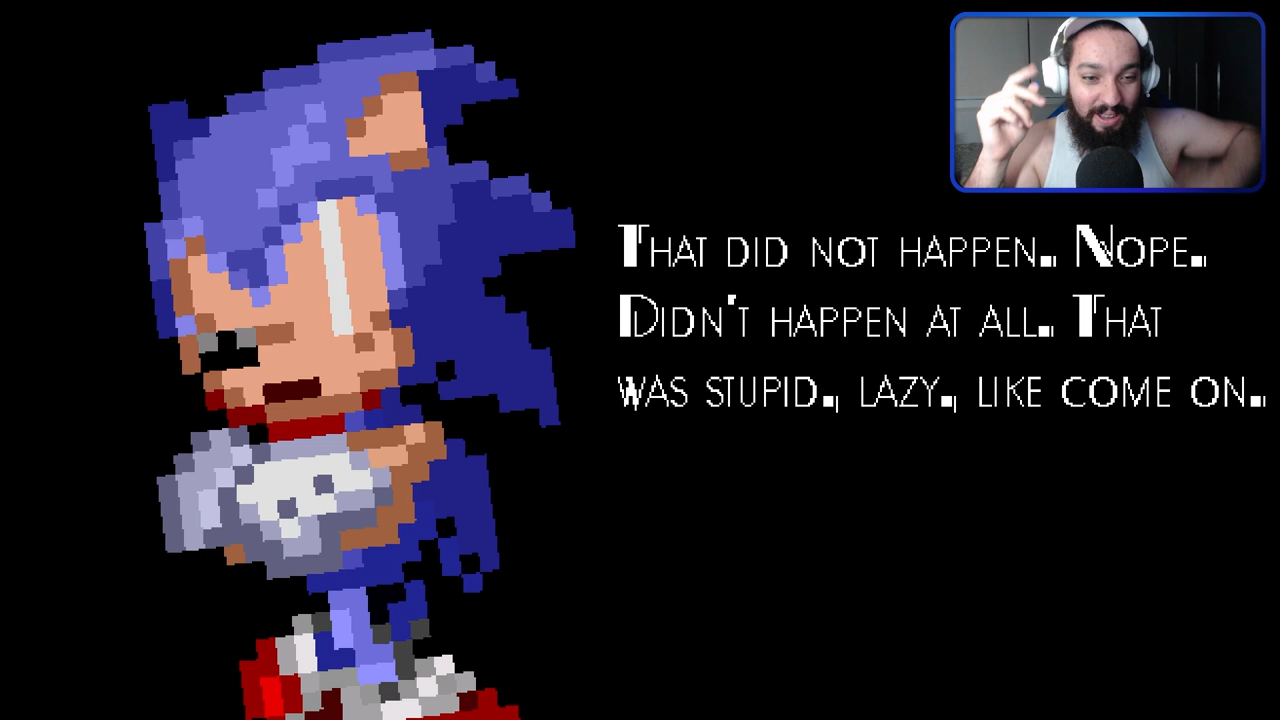 That did not happen. Nope.
Didn't happen at all. That
was stupid, lazy, like come on.